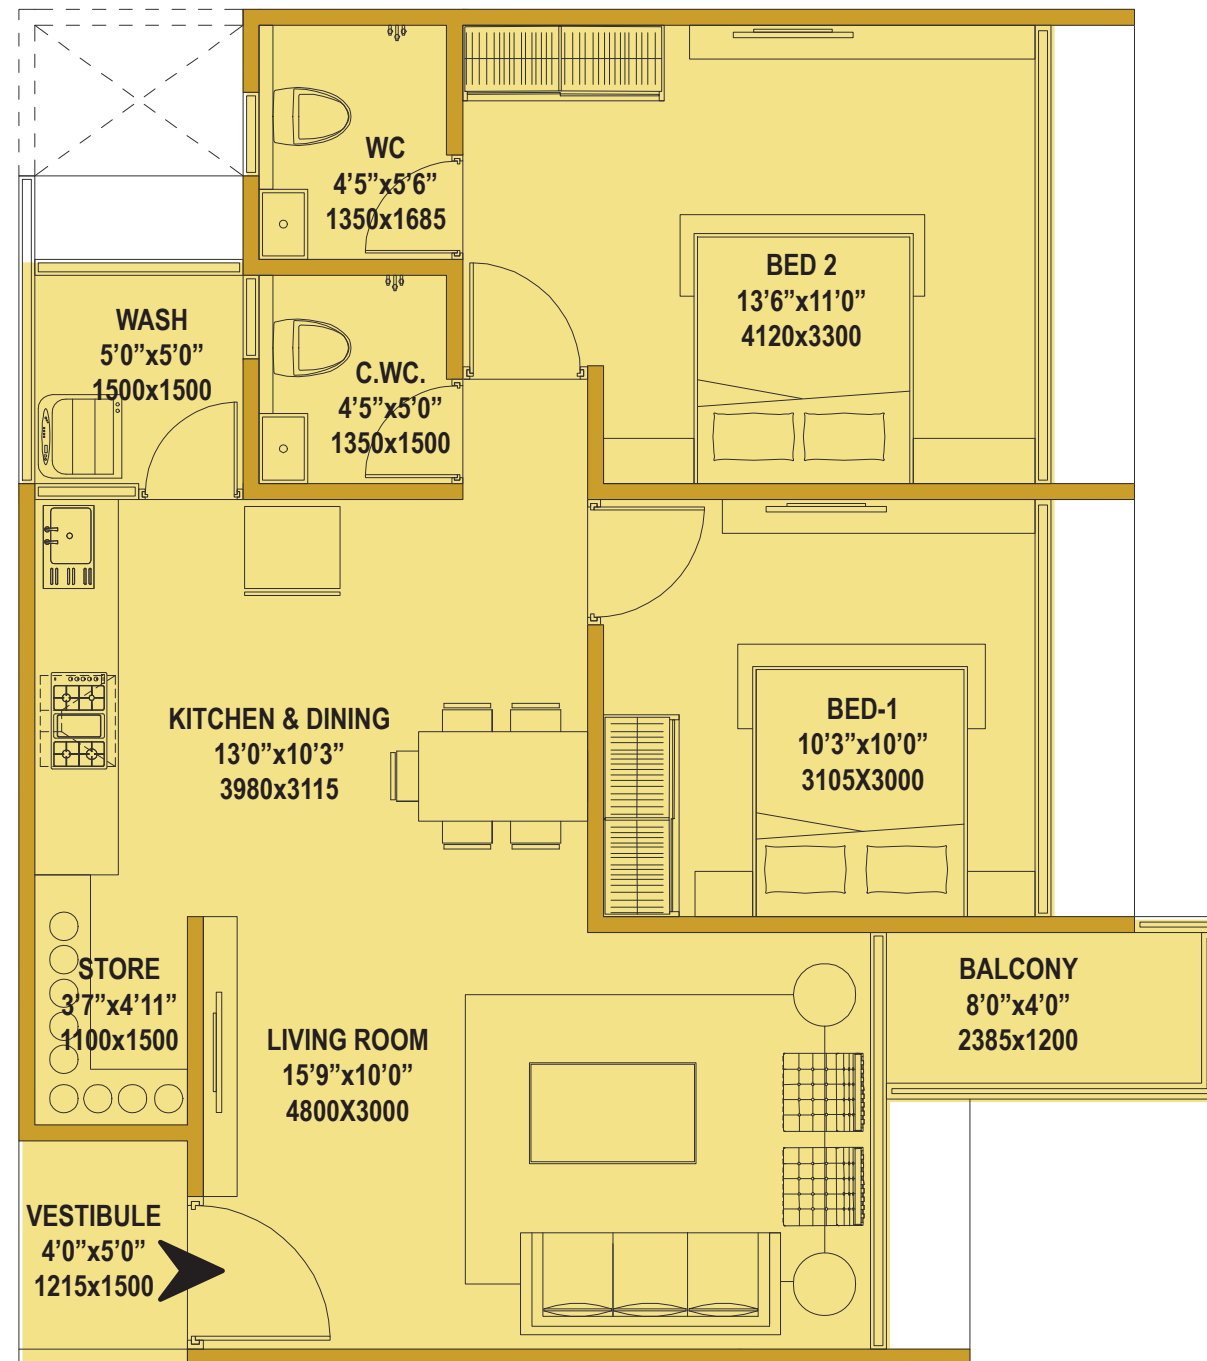 WC
4’5”x5’6”
1350x1685
BED 2
13’6”x11’0”
4120x3300
WASH
5’0”x5’0”
1500x1500
C.WC.
4’5”x5’0”
1350x1500
KITCHEN & DINING
13’0”x10’3”
3980x3115
BED-1
10’3”x10’0”
3105X3000
STORE
3’7”x4’11”
1100x1500
LIVING ROOM
15’9”x10’0”
4800X3000
BALCONY
8’0”x4’0”
2385x1200
VESTIBULE
4’0”x5’0”
1215x1500